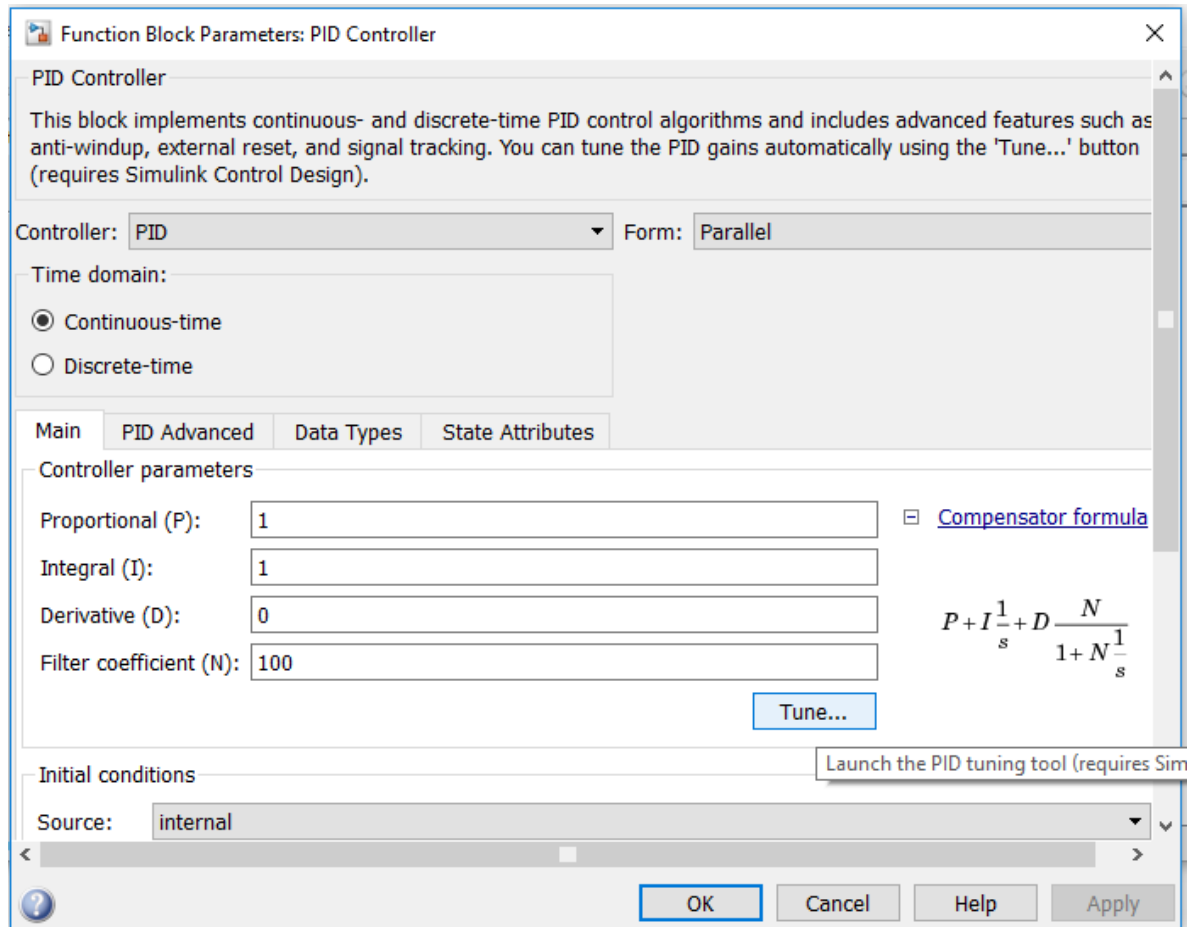 Function Block Parameters: PID Controller
PID Controller
This block implements continuous- and discrete-time PID control algorithms and includes advanced features such as
anti-windup, external reset, and signal tracking. You can tune the PID gains automatically using the 'Tune...' button
(requires Simulink Control Design).
Controller: PID Form: Parallel
Time domain:
Continuous-time
Discrete-time
Main PID Advanced Data Types State Attributes
Controller parameters
Proportional (P): 1 Compensator formula
Integral (I): 1
Derivative (D): 0
Filter coefficient (N): 100
P + I 1/s + D N/(1 + N 1/s)
Tune...
Launch the PID tuning tool (requires Sim
Initial conditions
Source: internal
OK Cancel Help Apply